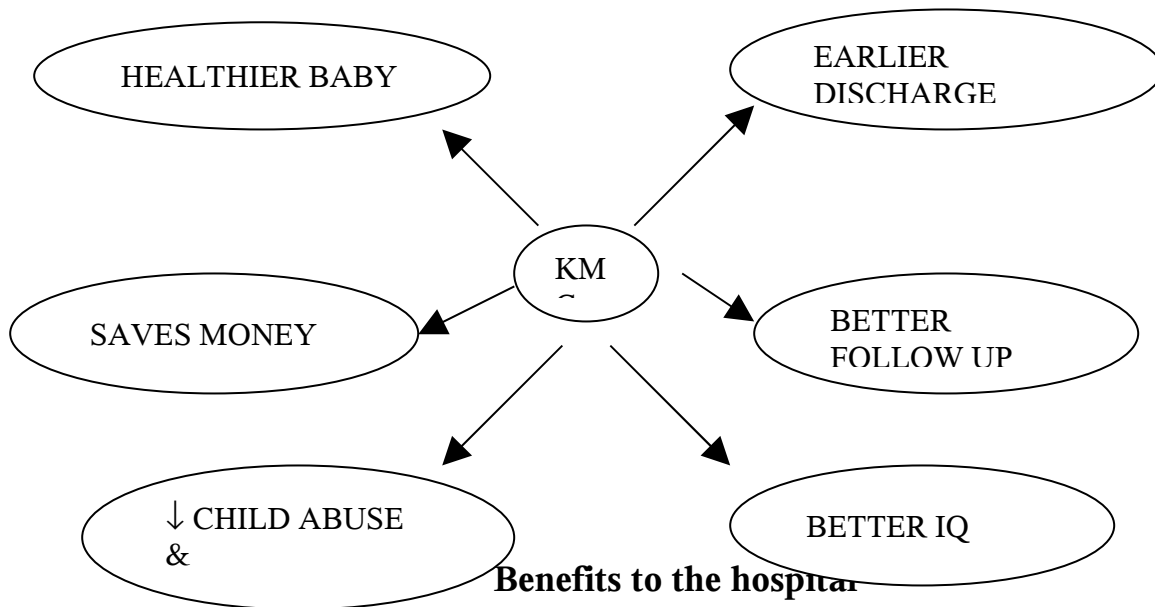 HEALTHIER BABY
EARLIER
DISCHARGE
KM
SAVES MONEY
BETTER
FOLLOW UP
↓ CHILD ABUSE
&
BETTER IQ
Benefits to the hospital